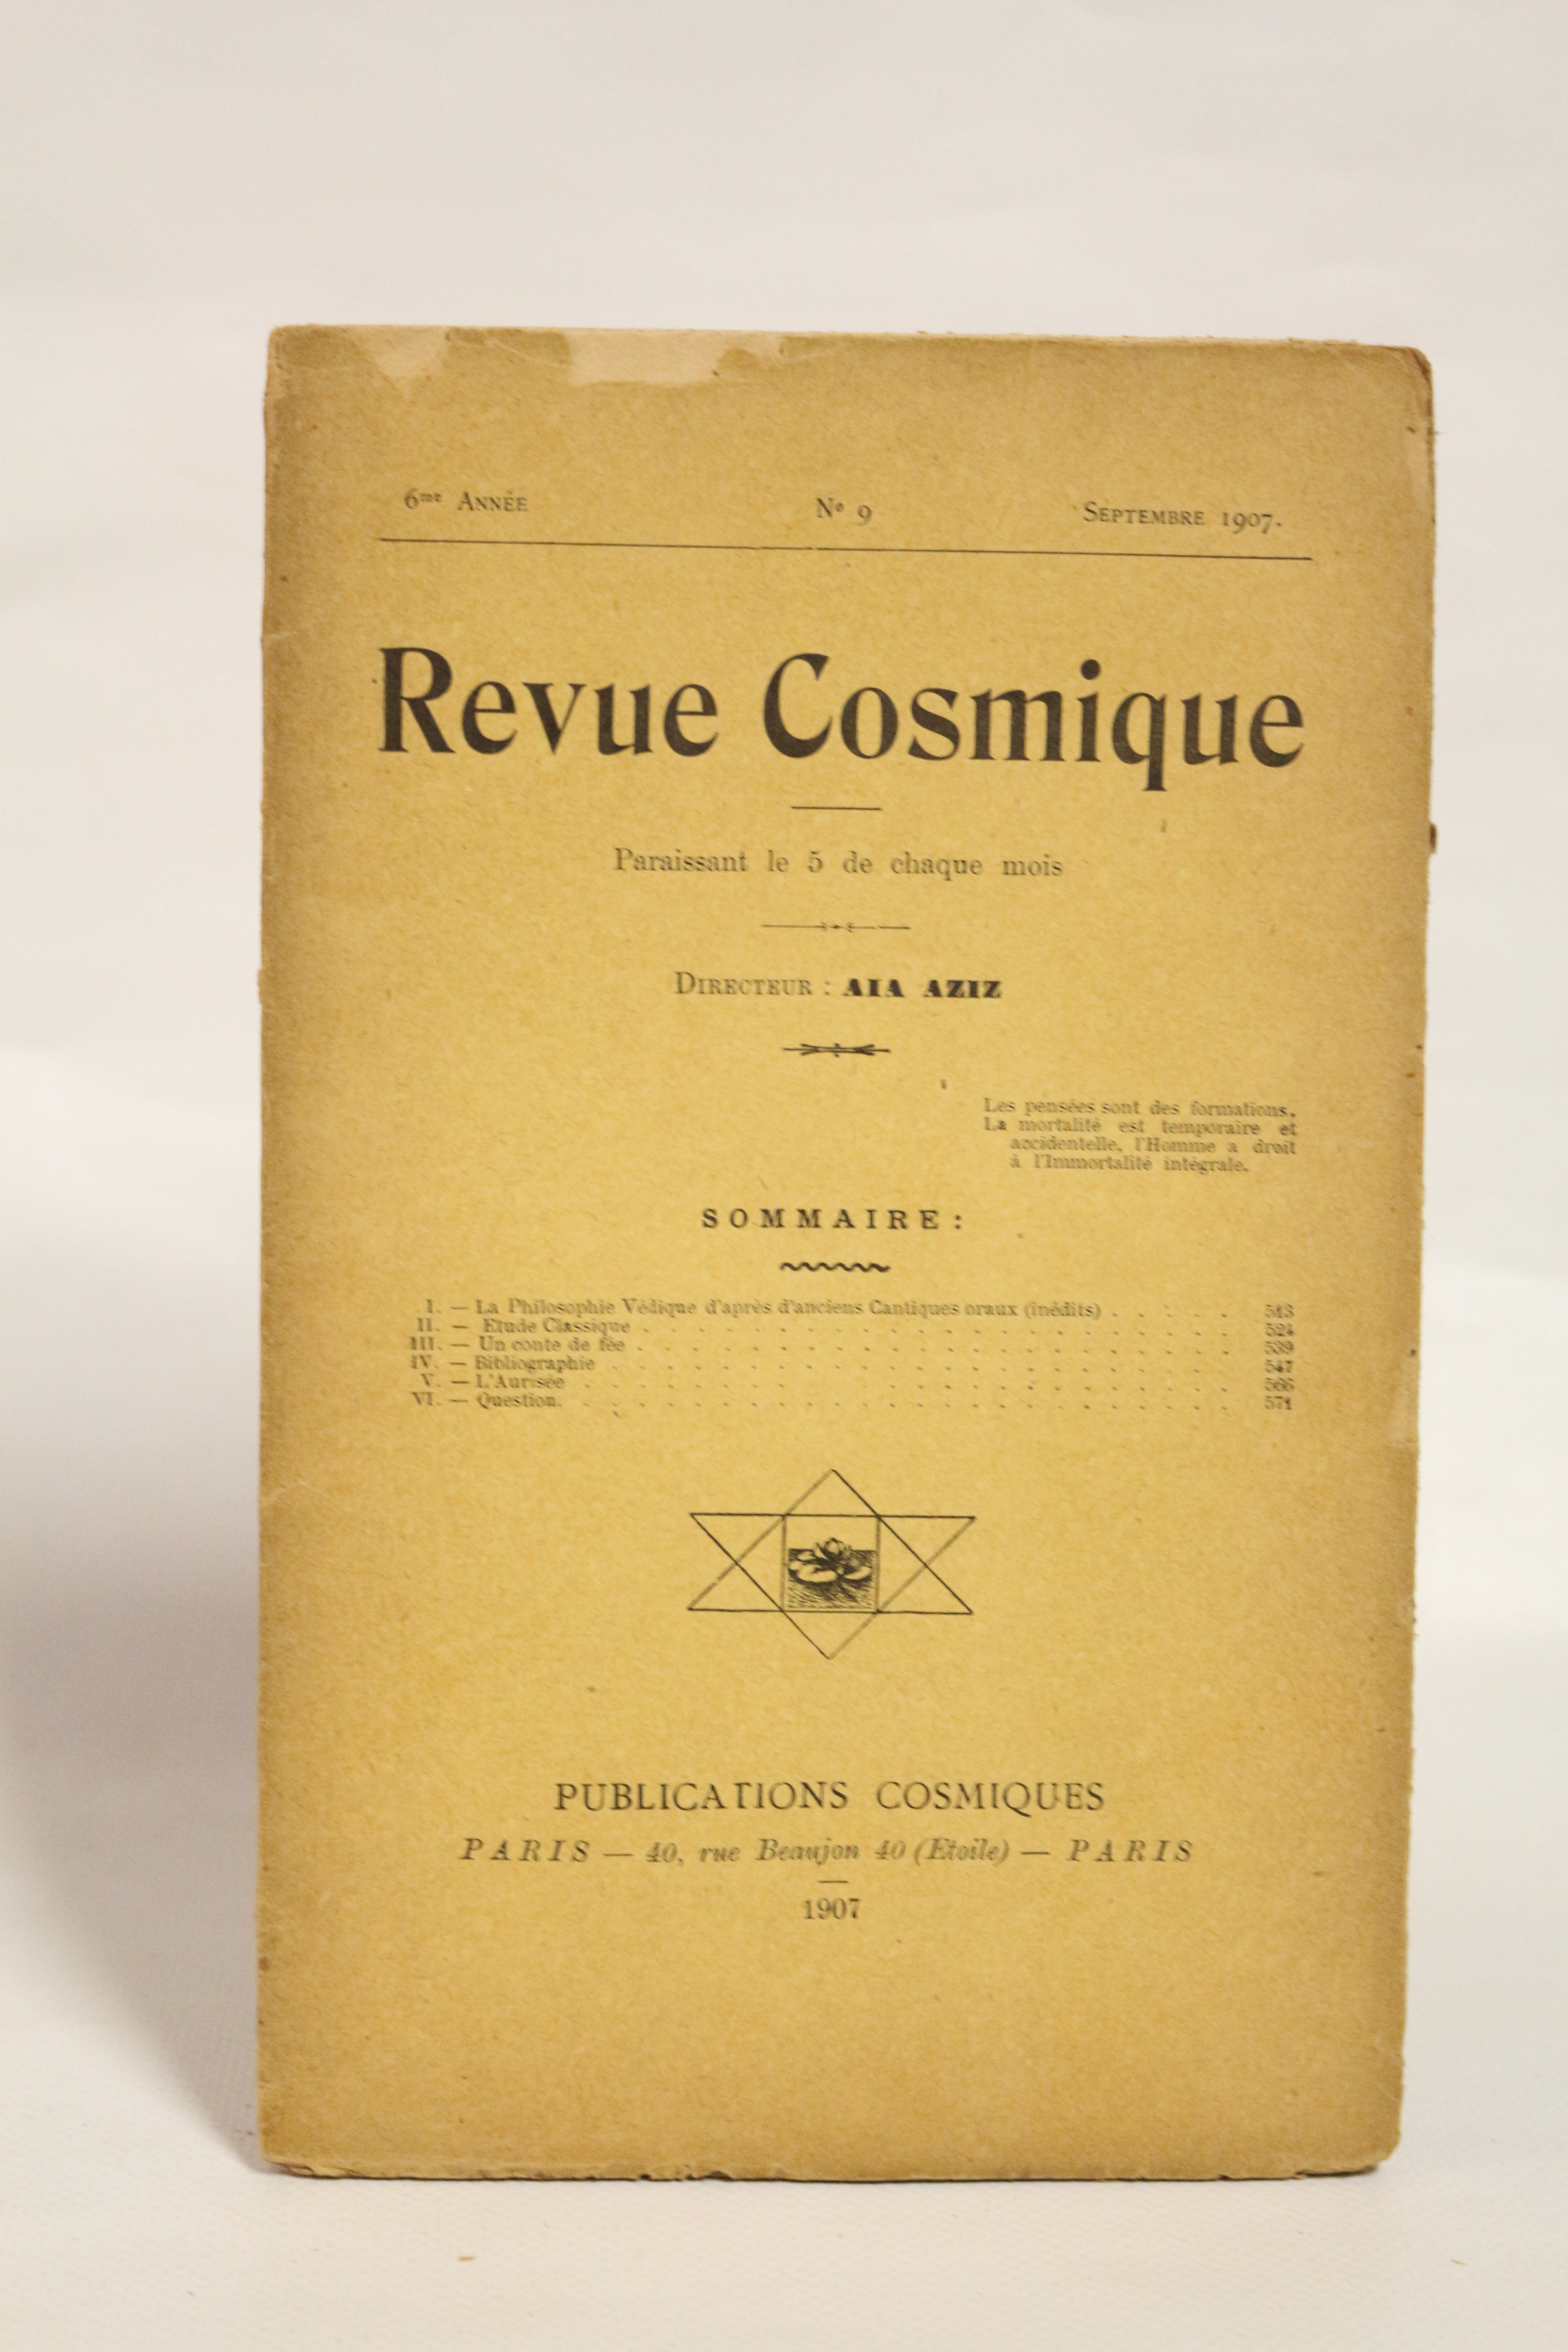 6me ANNÉE No 9 SEPTEMBRE 1907.
Revue Cosmique
Paraissant le 5 de chaque mois
DIRECTEUR : AIA AZIZ
Les pensées sont des formations.
La mortalité est temporaire et
accidentelle, l'Homme a droit
à l'Immortalité intégrale.
SOMMAIRE :
I. — La Philosophie Védique d'après d'anciens Cantiques oraux (inédits) . . . . . 513
II. — Etude Classique . . . . . . . . . . . . . . . . . . . . . . 524
III. — Un conte de fée . . . . . . . . . . . . . . . . . . . . . . 539
IV. — Bibliographie . . . . . . . . . . . . . . . . . . . . . . 547
V. — L'Aurisée . . . . . . . . . . . . . . . . . . . . . . . 566
VI. — Question. . . . . . . . . . . . . . . . . . . . . . . 571
PUBLICATIONS COSMIQUES
PARIS — 40, rue Beaujon 40 (Etoile) — PARIS
1907